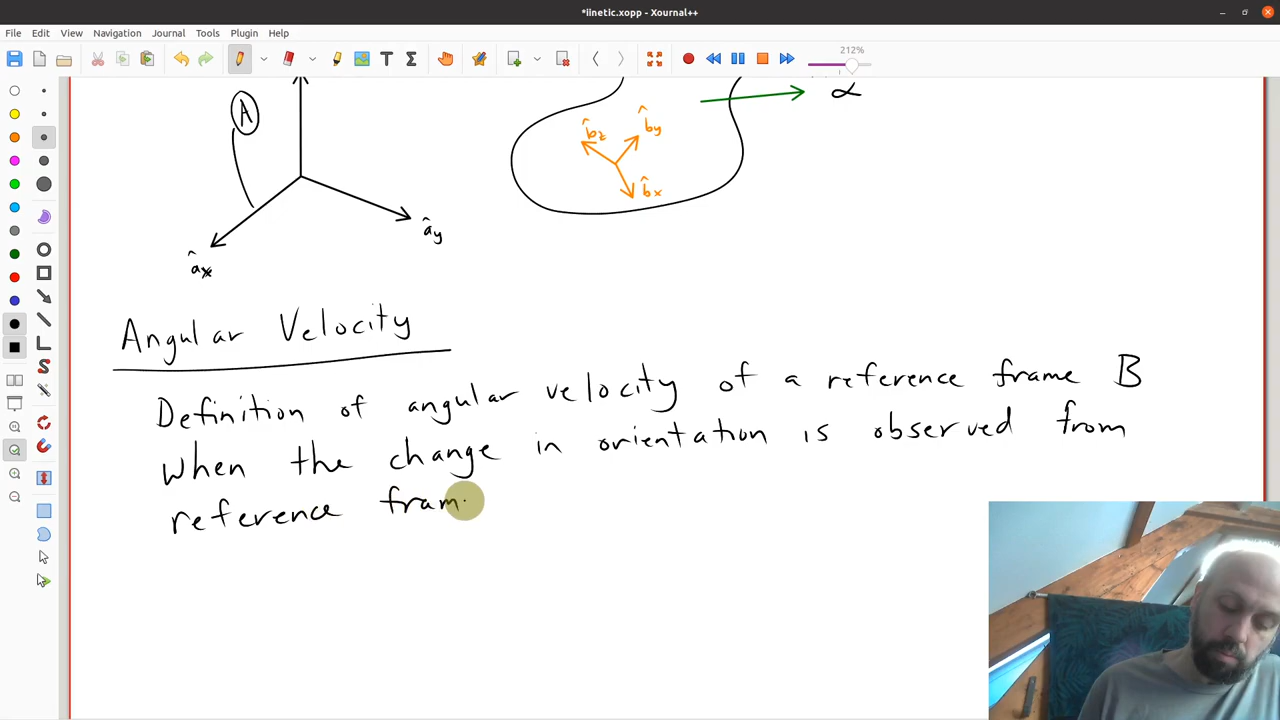 *iinetic.xopp - Xournal++
File Edit View Navigation Journal Tools Plugin Help
212%
A
α
b̂z b̂y
b̂x
ây
âx
Angular Velocity
Definition of angular velocity of a reference frame B
when the change in orientation is observed from
reference fram